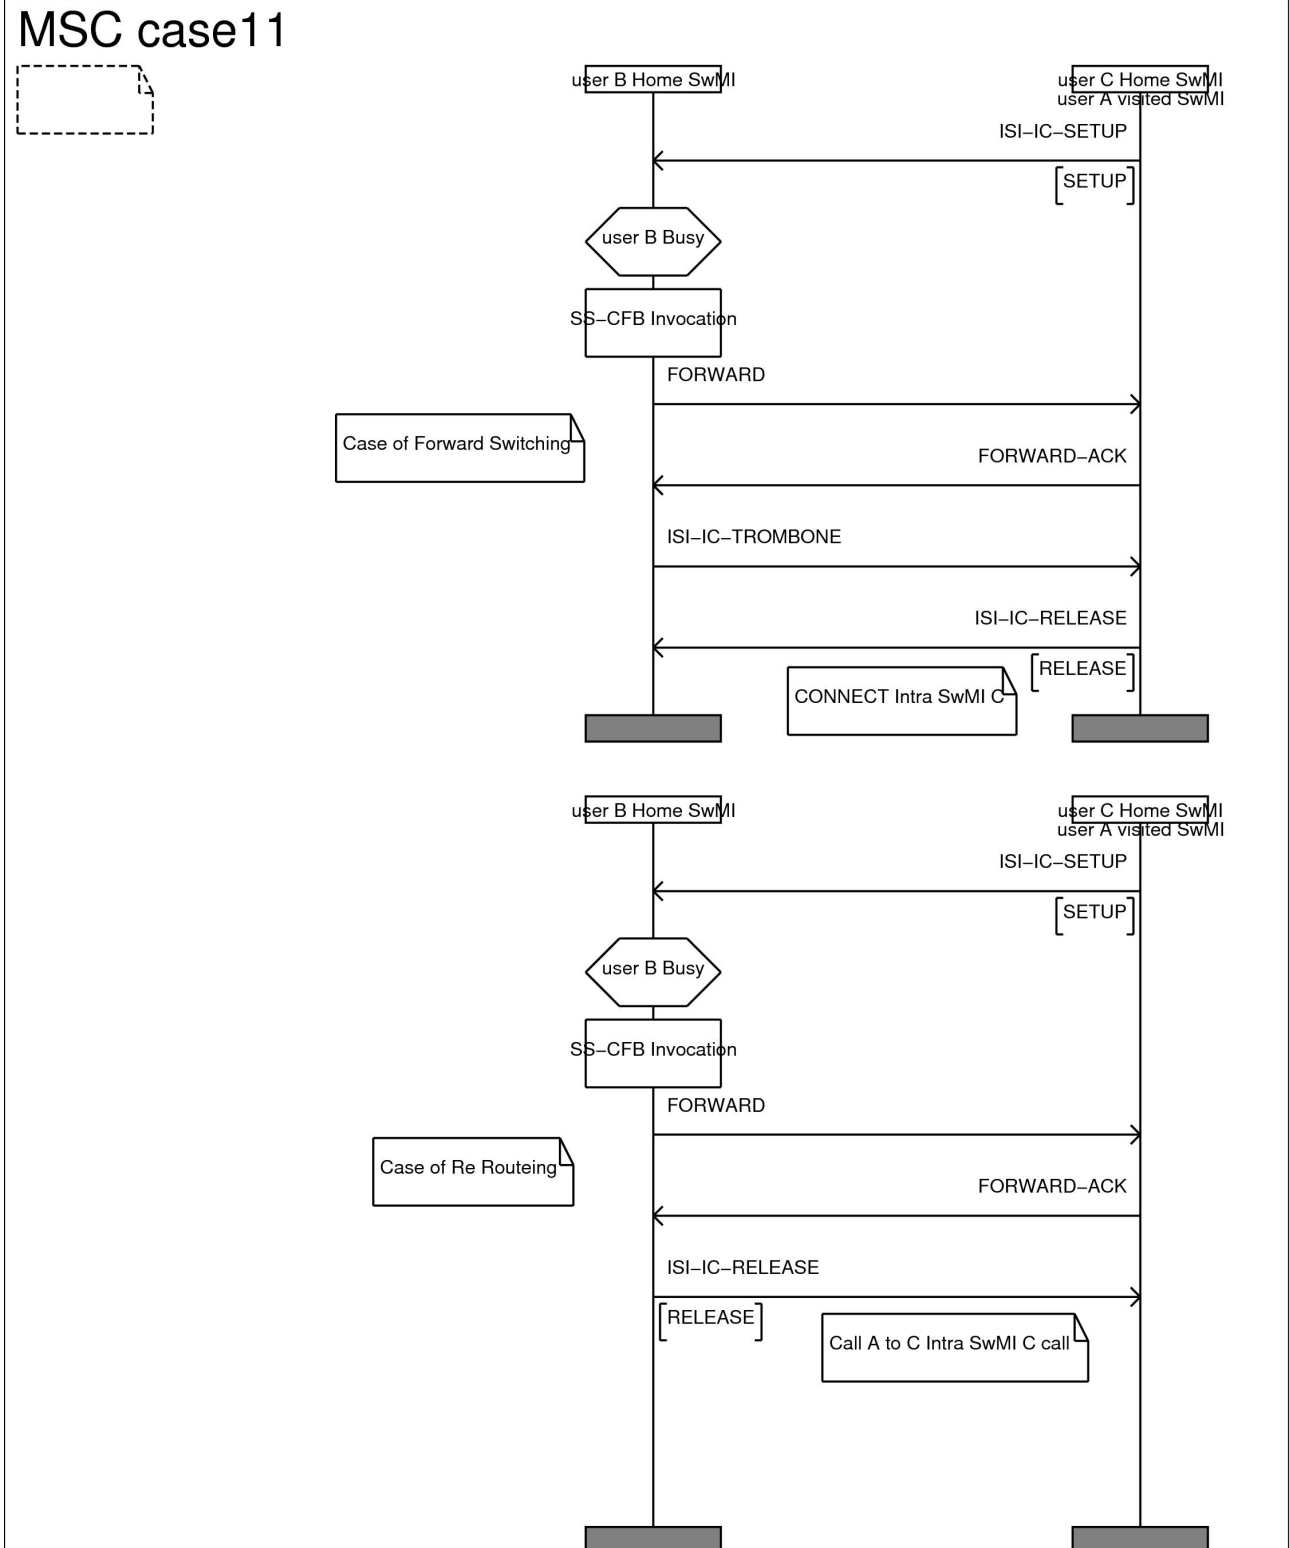 MSC case11
user B Home SwMI
user C Home SwMI
user A visited SwMI
ISI–IC–SETUP
SETUP
user B Busy
SS–CFB Invocation
FORWARD
Case of Forward Switching
FORWARD–ACK
ISI–IC–TROMBONE
ISI–IC–RELEASE
RELEASE
CONNECT Intra SwMI C
user B Home SwMI
user C Home SwMI
user A visited SwMI
ISI–IC–SETUP
SETUP
user B Busy
SS–CFB Invocation
FORWARD
Case of Re Routeing
FORWARD–ACK
ISI–IC–RELEASE
RELEASE
Call A to C Intra SwMI C call